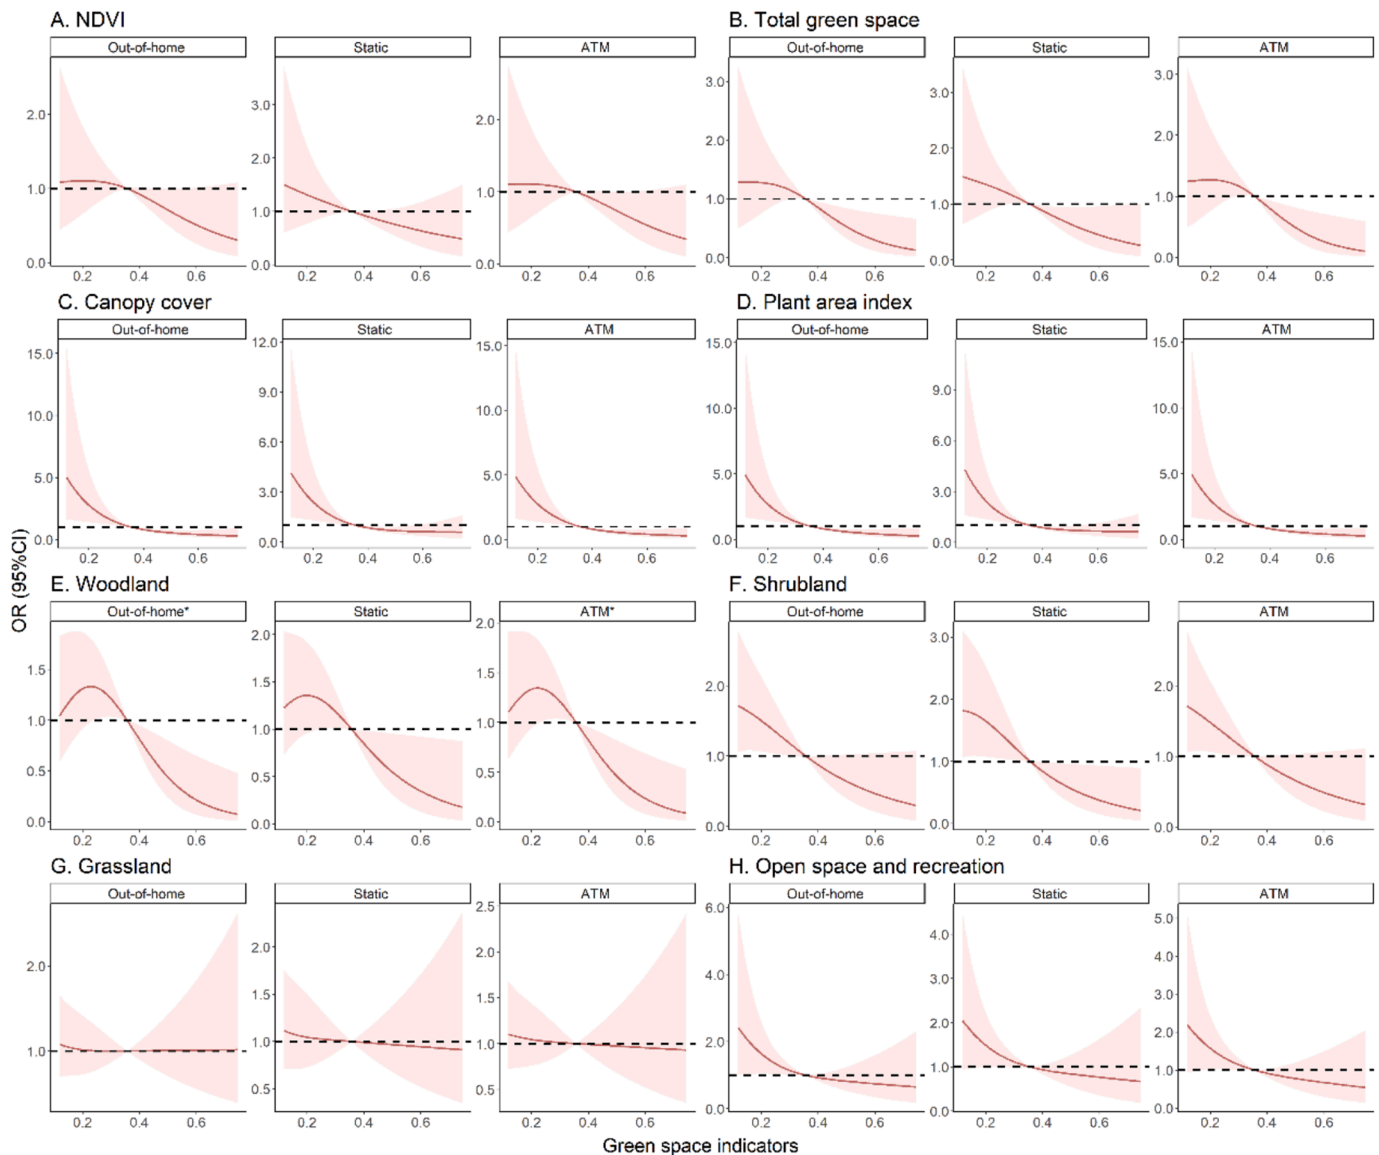 A. NDVI
B. Total green space
Out-of-home
Static
ATM
Out-of-home
Static
ATM
2.0
1.0
0.0
3.0
2.0
1.0
0.0
2.0
1.0
0.0
3.0
2.0
1.0
0.0
3.0
2.0
1.0
0.0
3.0
2.0
1.0
0.0
0.2 0.4 0.6
0.2 0.4 0.6
0.2 0.4 0.6
0.2 0.4 0.6
0.2 0.4 0.6
0.2 0.4 0.6
C. Canopy cover
D. Plant area index
Out-of-home
Static
ATM
Out-of-home
Static
ATM
15.0
10.0
5.0
0.0
12.0
9.0
6.0
3.0
0.0
15.0
10.0
5.0
0.0
15.0
10.0
5.0
0.0
9.0
6.0
3.0
0.0
15.0
10.0
5.0
0.0
0.2 0.4 0.6
0.2 0.4 0.6
0.2 0.4 0.6
0.2 0.4 0.6
0.2 0.4 0.6
0.2 0.4 0.6
OR (95%CI)
E. Woodland
F. Shrubland
Out-of-home*
Static
ATM*
Out-of-home
Static
ATM
1.5
1.0
0.5
0.0
2.0
1.5
1.0
0.5
0.0
2.0
1.5
1.0
0.5
0.0
2.0
1.0
0.0
3.0
2.0
1.0
0.0
2.0
1.0
0.0
0.2 0.4 0.6
0.2 0.4 0.6
0.2 0.4 0.6
0.2 0.4 0.6
0.2 0.4 0.6
0.2 0.4 0.6
G. Grassland
H. Open space and recreation
Out-of-home
Static
ATM
Out-of-home
Static
ATM
2.0
1.0
2.0
1.5
1.0
0.5
2.5
2.0
1.5
1.0
0.5
6.0
4.0
2.0
0.0
4.0
3.0
2.0
1.0
0.0
5.0
4.0
3.0
2.0
1.0
0.0
0.2 0.4 0.6
0.2 0.4 0.6
0.2 0.4 0.6
0.2 0.4 0.6
0.2 0.4 0.6
0.2 0.4 0.6
Green space indicators